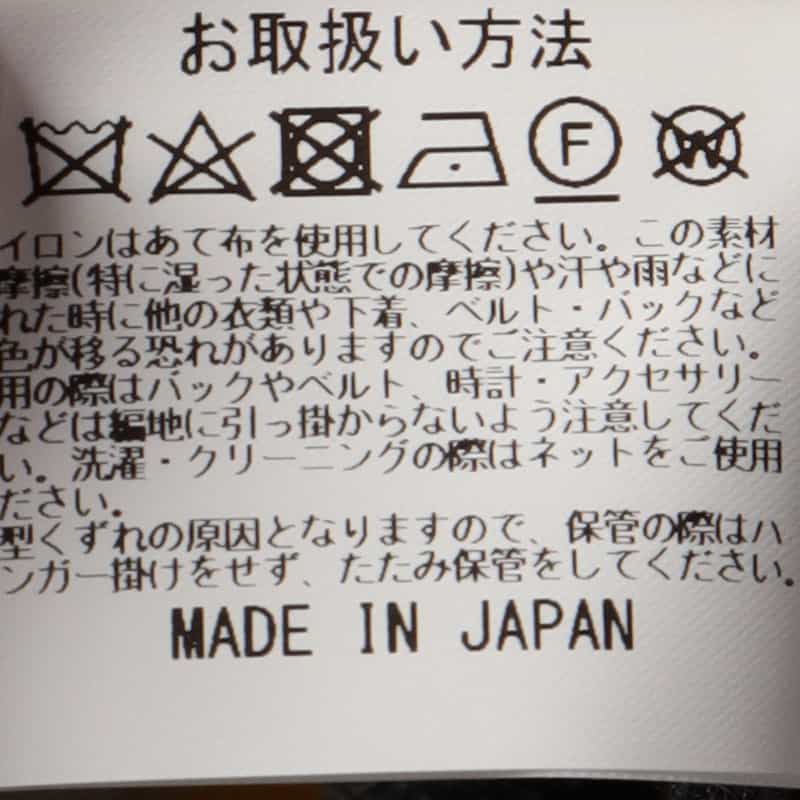 お取扱い方法
F W
イロンはあて布を使用してください。この素材
摩擦(特に湿った状態での摩擦)や汗や雨などに
れた時に他の衣類や下着、ベルト・バックなど
色が移る恐れがありますのでご注意ください。
用の際はバックやベルト、時計・アクセサリー
などは編地に引っ掛からないよう注意してくだ
い。洗濯・クリーニングの際はネットをご使用
ださい。
型くずれの原因となりますので、保管の際はハ
ンガー掛けをせず、たたみ保管をしてください。
MADE IN JAPAN